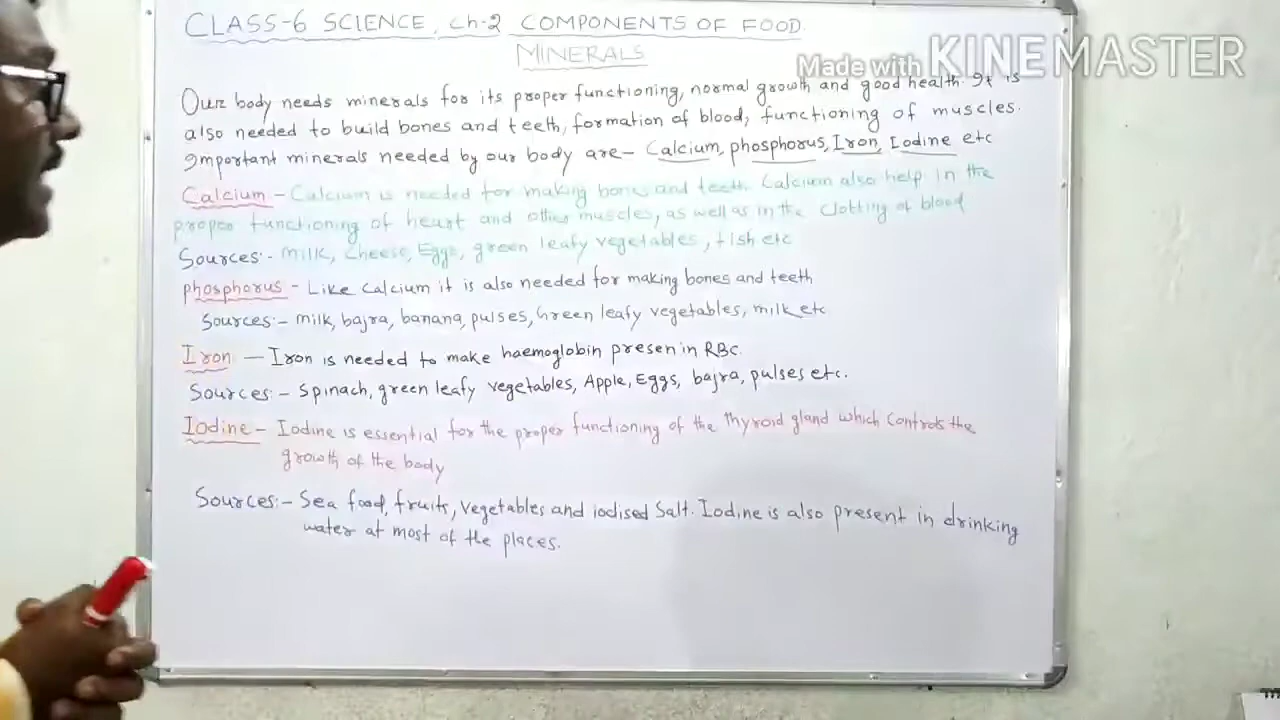 CLASS-6 SCIENCE, Ch-2 COMPONENTS OF FOOD
MINERALS
Made with KINEMASTER
Our body needs minerals for its proper functioning, normal growth and good health. It is
also needed to build bones and teeth, formation of blood, functioning of muscles.
Important minerals needed by our body are- Calcium, phosphorus, Iron, Iodine etc
Calcium - Calcium is needed for making bone and teeth. Calcium also help in the
proper functioning of heart and other muscles, as well as in the clotting of blood
Sources:- Milk, Cheese, Eggs, green leafy vegetables, fish etc
phosphorus - Like Calcium it is also needed for making bones and teeth
Sources:- milk, bajra, banana, pulses, Green leafy vegetables, milk etc
Iron - Iron is needed to make haemoglobin presen in RBC.
Sources:- Spinach, green leafy vegetables, Apple, Eggs, bajra, pulses etc.
Iodine - Iodine is essential for the proper functioning of the thyroid gland which Controls the
growth of the body
Sources:- Sea food, fruits, vegetables and iodised Salt. Iodine is also present in drinking
water at most of the places.